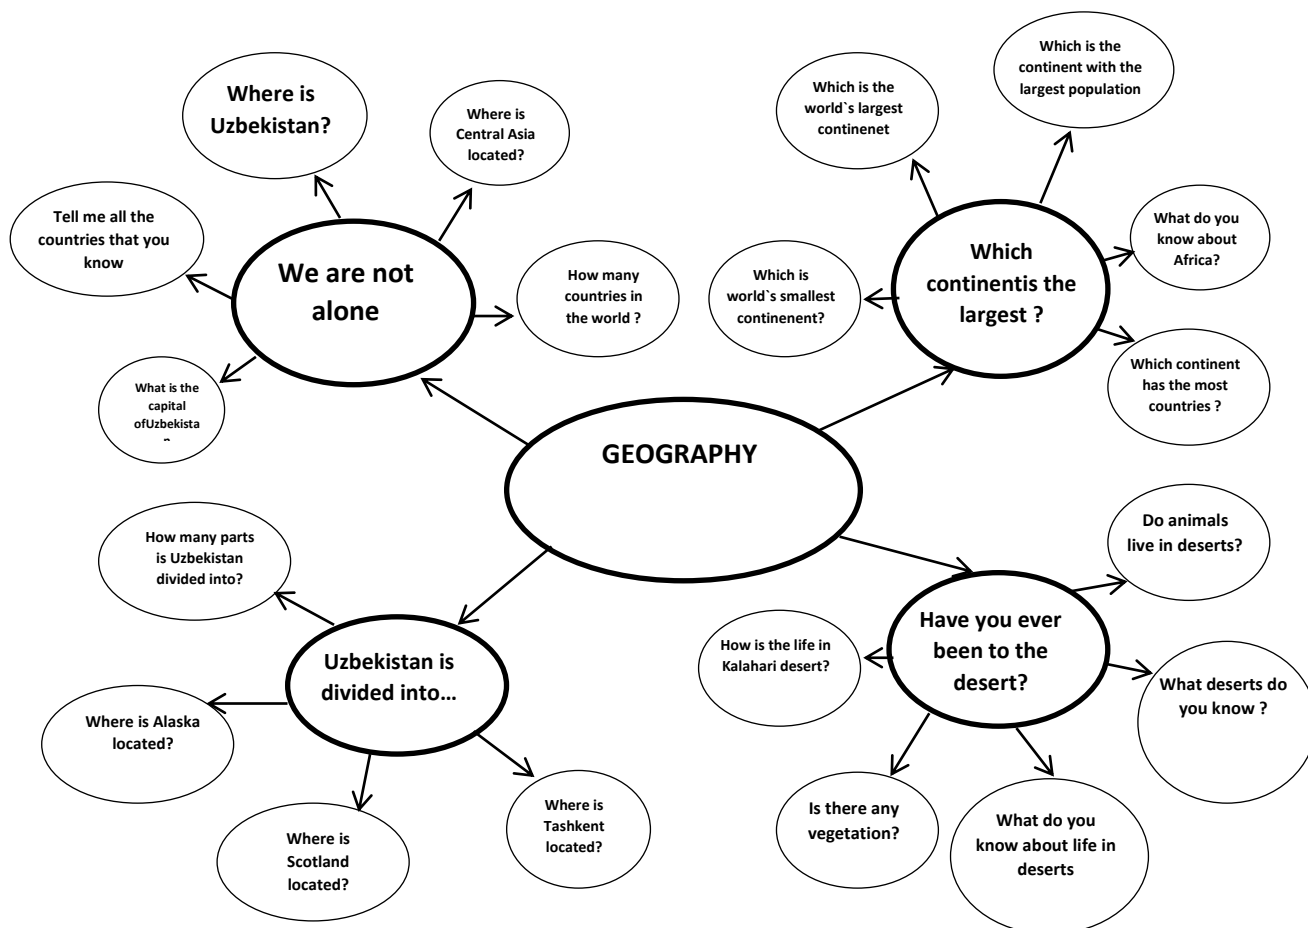 Where is
Uzbekistan?
Where is
Central Asia
located?
Tell me all the
countries that you
know
We are not
alone
How many
countries in
the world ?
What is the
capital
ofUzbekista
Which is the
continent with the
largest population
Which is the
world`s largest
continenet
What do you
know about
Africa?
Which
continentis the
largest ?
Which is
world`s smallest
continenent?
Which continent
has the most
countries ?
GEOGRAPHY
How many parts
is Uzbekistan
divided into?
Uzbekistan is
divided into...
Where is Alaska
located?
Where is
Scotland
located?
Where is
Tashkent
located?
Do animals
live in deserts?
Have you ever
been to the
desert?
How is the life in
Kalahari desert?
What deserts do
you know ?
Is there any
vegetation?
What do you
know about life in
deserts